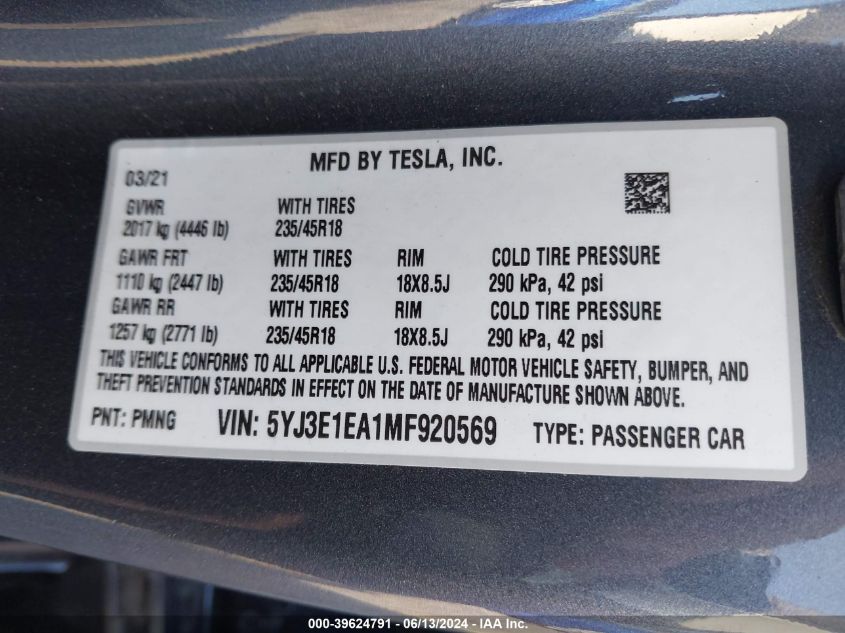 MFD BY TESLA, INC.
03/21
GVWR WITH TIRES
2017 kg (4446 lb) 235/45R18
GAWR FRT WITH TIRES RIM COLD TIRE PRESSURE
1110 kg (2447 lb) 235/45R18 18X8.5J 290 kPa, 42 psi
GAWR RR WITH TIRES RIM COLD TIRE PRESSURE
1257 kg (2771 lb) 235/45R18 18X8.5J 290 kPa, 42 psi
THIS VEHICLE CONFORMS TO ALL APPLICABLE U.S. FEDERAL MOTOR VEHICLE SAFETY, BUMPER, AND
THEFT PREVENTION STANDARDS IN EFFECT ON THE DATE OF MANUFACTURE SHOWN ABOVE.
PNT: PMNG VIN: 5YJ3E1EA1MF920569 TYPE: PASSENGER CAR
000-39624791 - 06/13/2024 - IAA Inc.